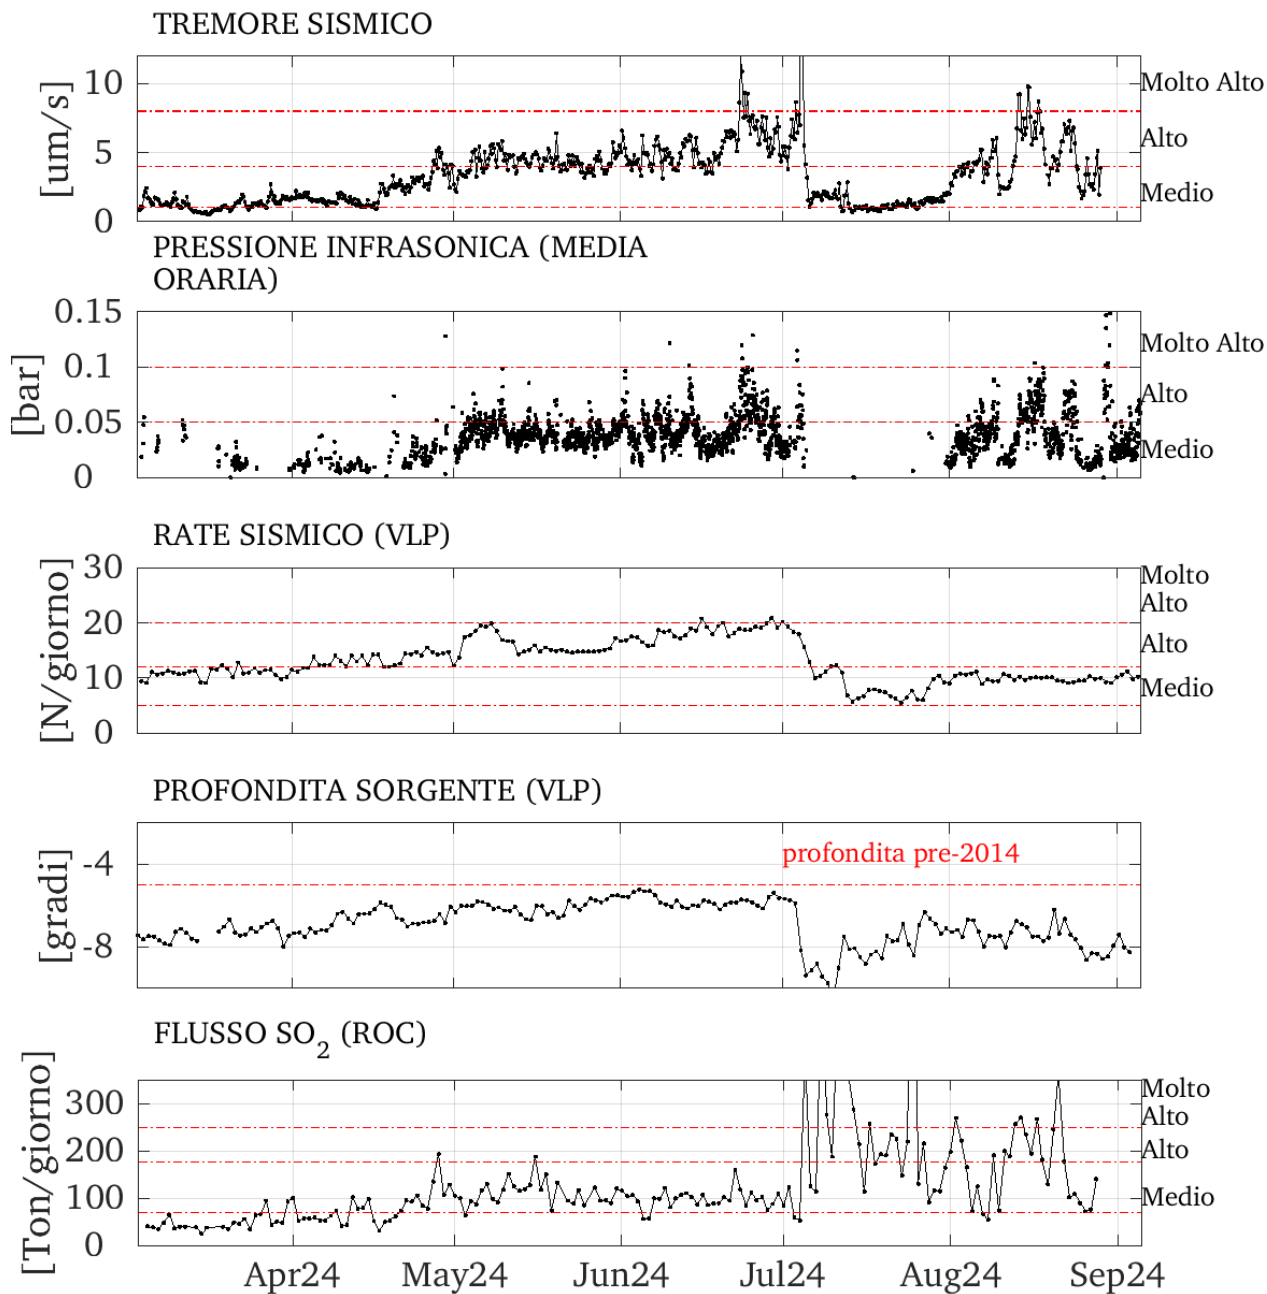 TREMORE SISMICO
[um/s]
10
5
0
Molto Alto
Alto
Medio
PRESSIONE INFRASONICA (MEDIA
ORARIA)
[bar]
0.15
0.1
0.05
0
Molto Alto
Alto
Medio
RATE SISMICO (VLP)
[N/giorno]
30
20
10
0
Molto
Alto
Alto
Medio
PROFONDITA SORGENTE (VLP)
[gradi]
-4
-8
profondita pre-2014
FLUSSO SO2 (ROC)
[Ton/giorno]
300
200
100
0
Molto
Alto
Alto
Medio
Apr24 May24 Jun24 Jul24 Aug24 Sep24